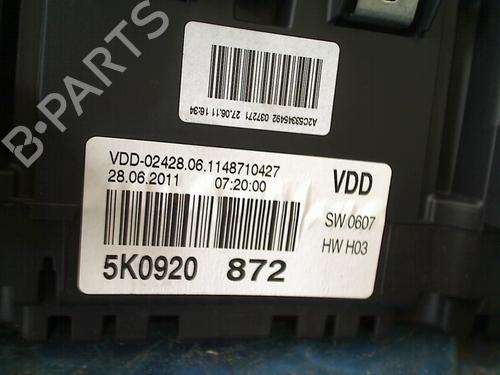 B-PARTS
A2C53345492 037271 27.06.11 16:34
VDD-02428.06.1148710427
28.06.2011 07:20:00
VDD
SW 0607
HW H03
5K0920 872